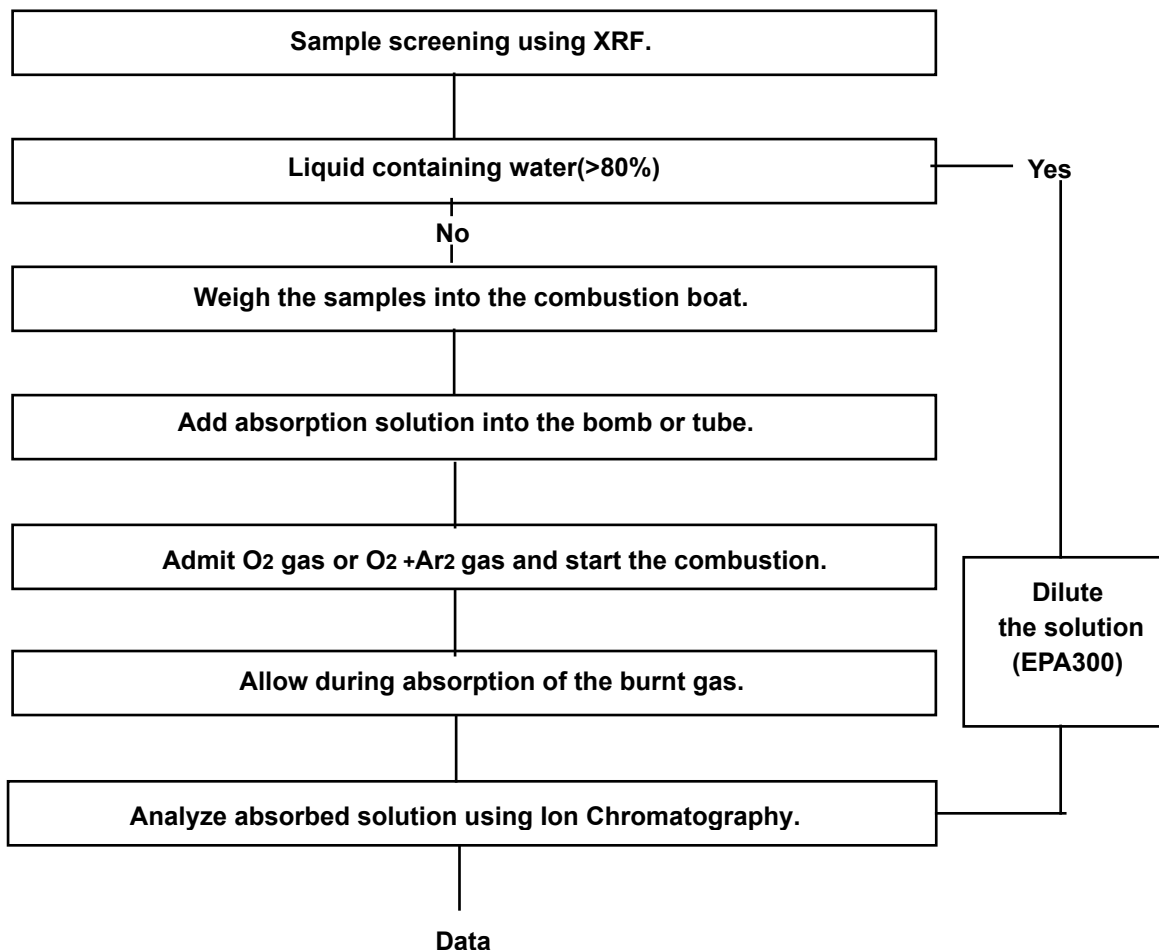 Sample screening using XRF.
Liquid containing water(>80%)
Yes
No
Weigh the samples into the combustion boat.
Add absorption solution into the bomb or tube.
Admit O2 gas or O2 +Ar2 gas and start the combustion.
Dilute
the solution
(EPA300)
Allow during absorption of the burnt gas.
Analyze absorbed solution using Ion Chromatography.
Data